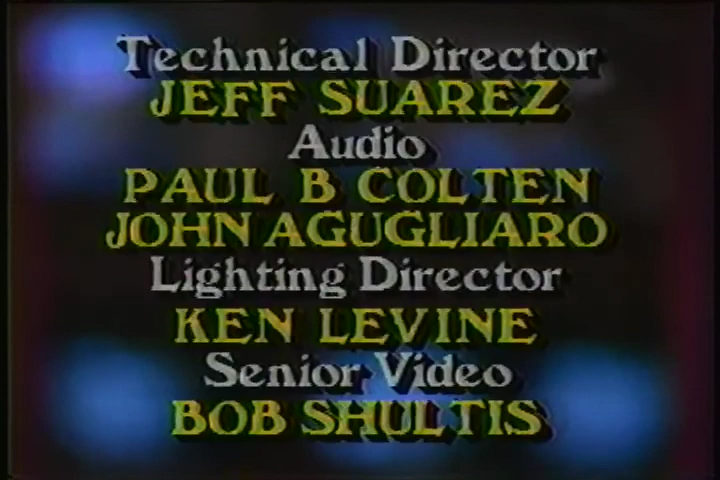 Technical Director
JEFF SUAREZ
Audio
PAUL B COLTEN
JOHN AGUGLIARO
Lighting Director
KEN LEVINE
Senior Video
BOB SHULTIS